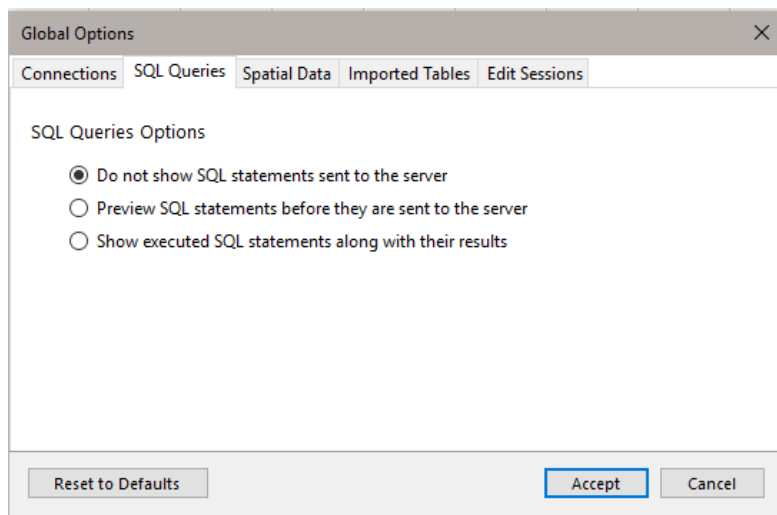 Global Options
Connections SQL Queries Spatial Data Imported Tables Edit Sessions
SQL Queries Options
Do not show SQL statements sent to the server
Preview SQL statements before they are sent to the server
Show executed SQL statements along with their results
Reset to Defaults Accept Cancel